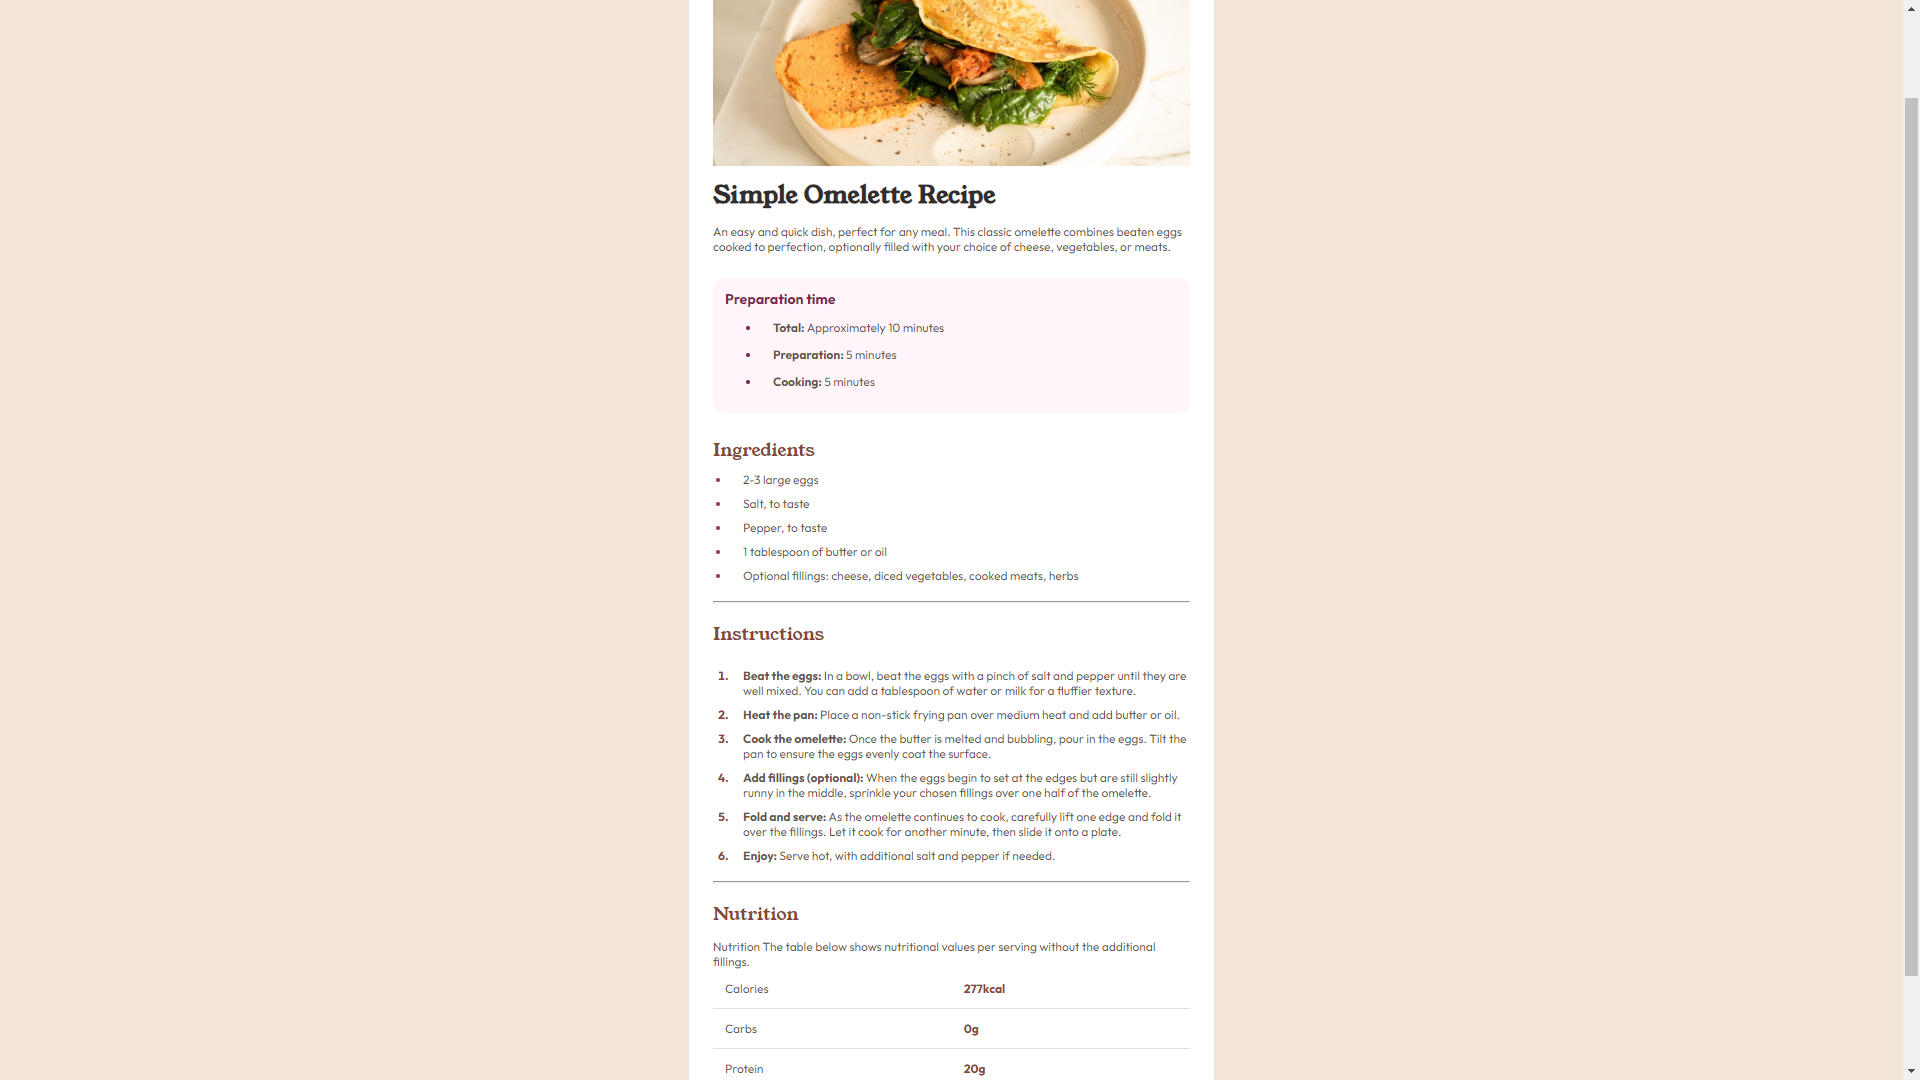 Simple Omelette Recipe
An easy and quick dish, perfect for any meal. This classic omelette combines beaten eggs
cooked to perfection, optionally filled with your choice of cheese, vegetables, or meats.
Preparation time
• Total: Approximately 10 minutes
• Preparation: 5 minutes
• Cooking: 5 minutes
Ingredients
• 2-3 large eggs
• Salt, to taste
• Pepper, to taste
• 1 tablespoon of butter or oil
• Optional fillings: cheese, diced vegetables, cooked meats, herbs
Instructions
1. Beat the eggs: In a bowl, beat the eggs with a pinch of salt and pepper until they are
well mixed. You can add a tablespoon of water or milk for a fluffier texture.
2. Heat the pan: Place a non-stick frying pan over medium heat and add butter or oil.
3. Cook the omelette: Once the butter is melted and bubbling, pour in the eggs. Tilt the
pan to ensure the eggs evenly coat the surface.
4. Add fillings (optional): When the eggs begin to set at the edges but are still slightly
runny in the middle, sprinkle your chosen fillings over one half of the omelette.
5. Fold and serve: As the omelette continues to cook, carefully lift one edge and fold it
over the fillings. Let it cook for another minute, then slide it onto a plate.
6. Enjoy: Serve hot, with additional salt and pepper if needed.
Nutrition
Nutrition The table below shows nutritional values per serving without the additional
fillings.
Calories 277kcal
Carbs 0g
Protein 20g